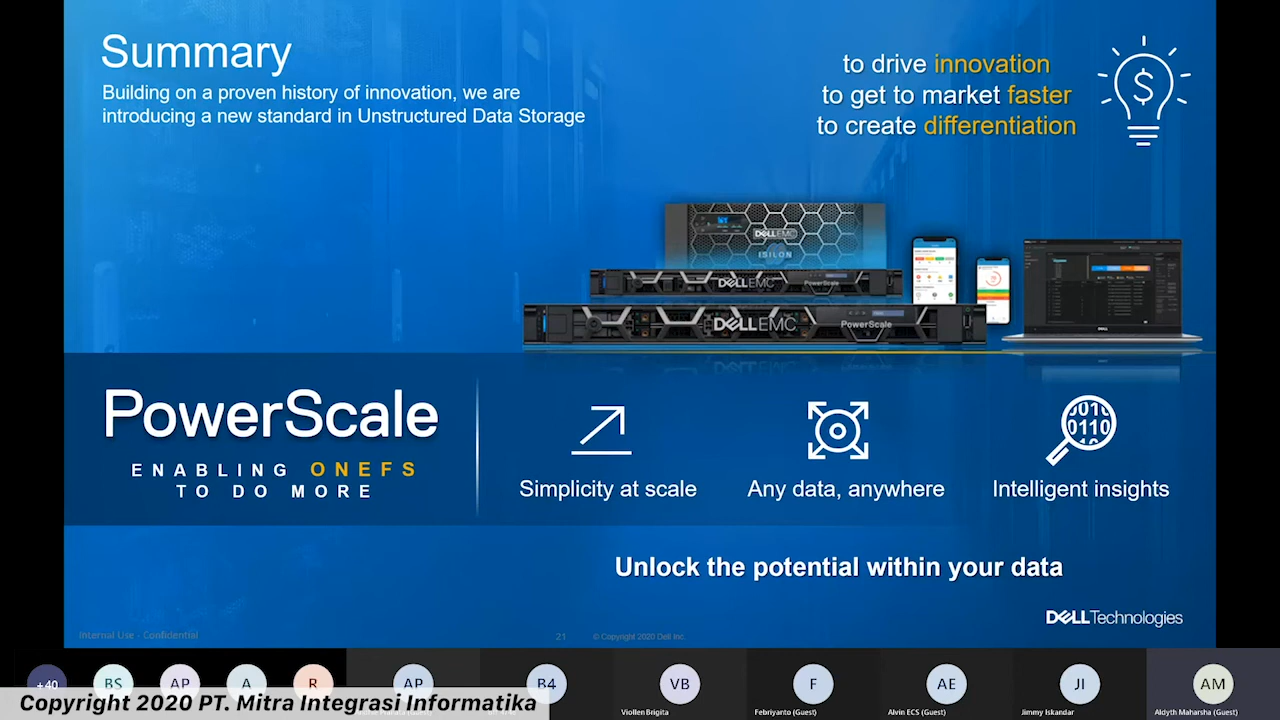 Summary
Building on a proven history of innovation, we are
introducing a new standard in Unstructured Data Storage
to drive innovation
to get to market faster
to create differentiation
$
DELLEMC
ISILON
DELLEMC PowerScale
DELLEMC PowerScale
DELL
PowerScale
ENABLING ONEFS
TO DO MORE
Simplicity at scale
Any data, anywhere
0110
Intelligent insights
Unlock the potential within your data
DELLTechnologies
Internal Use - Confidential
21
© Copyright 2020 Dell Inc.
+40 BS AP A R AP B4 VB F AE JI AM
Viollen Brigita
Febriyanto (Guest)
Alvin ECS (Guest)
Jimmy Iskandar
Aldyth Maharsha (Guest)
Copyright 2020 PT. Mitra Integrasi Informatika